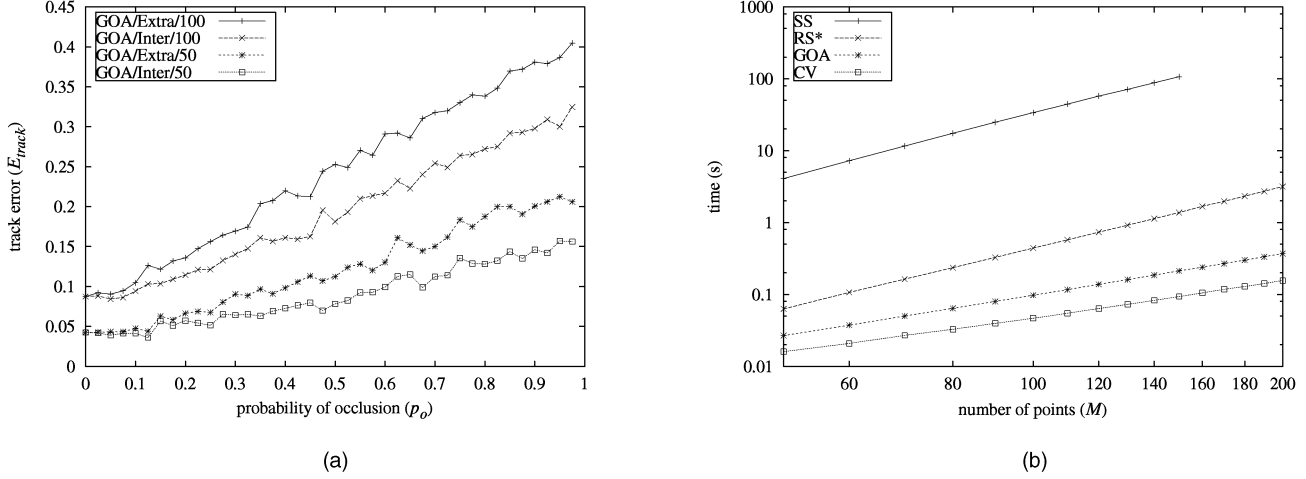 GOA/Extra/100
GOA/Inter/100
GOA/Extra/50
GOA/Inter/50
0.45
0.4
0.35
0.3
0.25
0.2
0.15
0.1
0.05
0
track error (E_track)
0 0.1 0.2 0.3 0.4 0.5 0.6 0.7 0.8 0.9 1
probability of occlusion (p_o)
(a)
SS
RS*
GOA
CV
1000
100
10
1
0.1
0.01
time (s)
60 80 100 120 140 160 180 200
number of points (M)
(b)